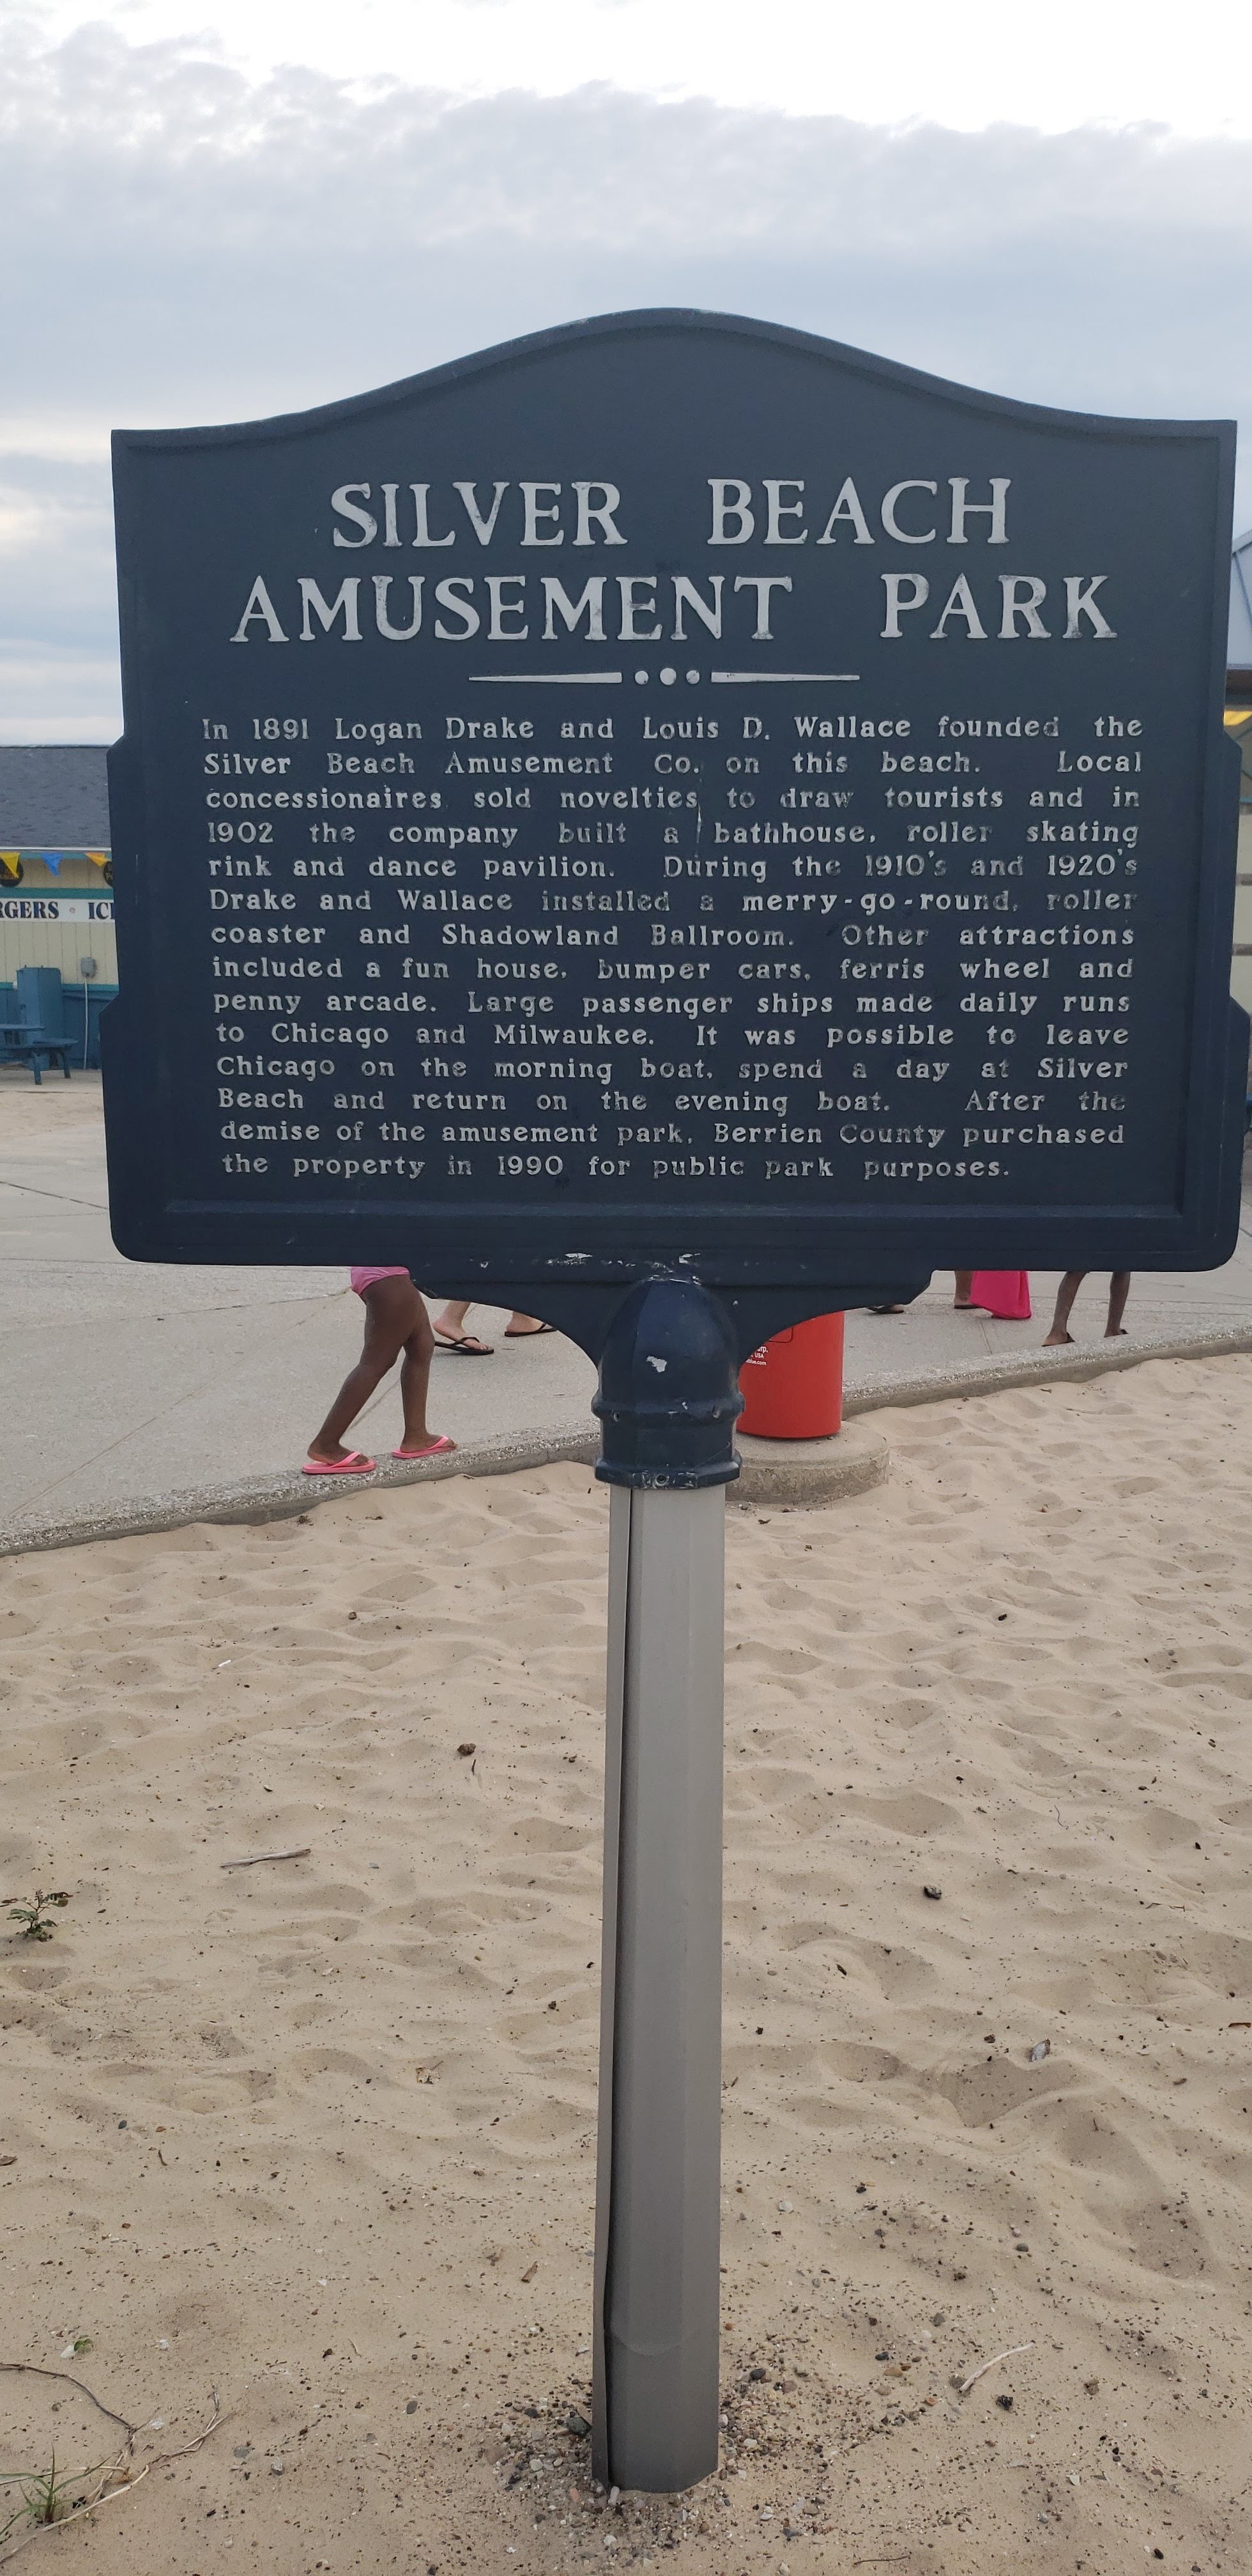 SILVER BEACH
AMUSEMENT PARK
In 1891 Logan Drake and Louis D. Wallace founded the
Silver Beach Amusement Co. on this beach. Local
concessionaires sold novelties to draw tourists and in
1902 the company built a bathhouse, roller skating
rink and dance pavilion. During the 1910's and 1920's
Drake and Wallace installed a merry-go-round, roller
coaster and Shadowland Ballroom. Other attractions
included a fun house, bumper cars, ferris wheel and
penny arcade. Large passenger ships made daily runs
to Chicago and Milwaukee. It was possible to leave
Chicago on the morning boat, spend a day at Silver
Beach and return on the evening boat. After the
demise of the amusement park, Berrien County purchased
the property in 1990 for public park purposes.
RGERS ICE